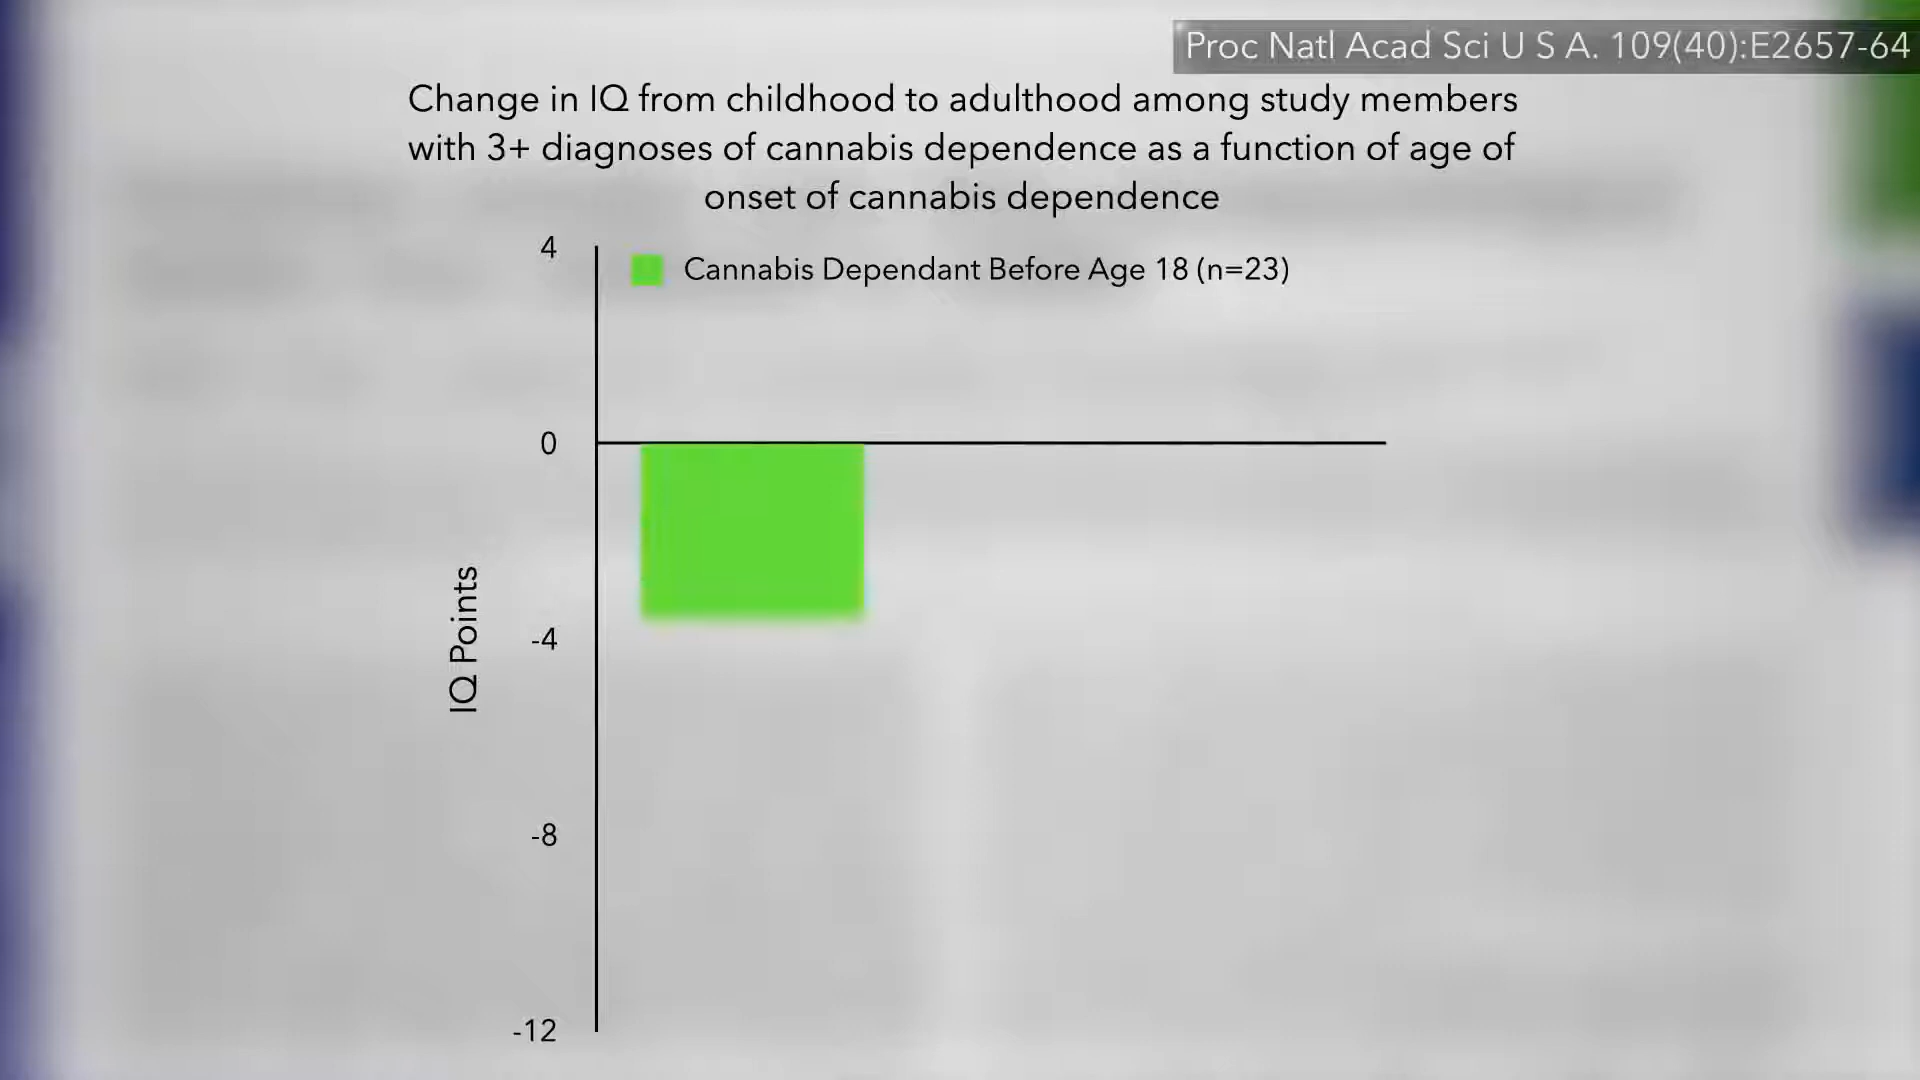 Proc Natl Acad Sci U S A. 109(40):E2657-64
Change in IQ from childhood to adulthood among study members
with 3+ diagnoses of cannabis dependence as a function of age of
onset of cannabis dependence
4
Cannabis Dependant Before Age 18 (n=23)
0
IQ Points
-4
-8
-12